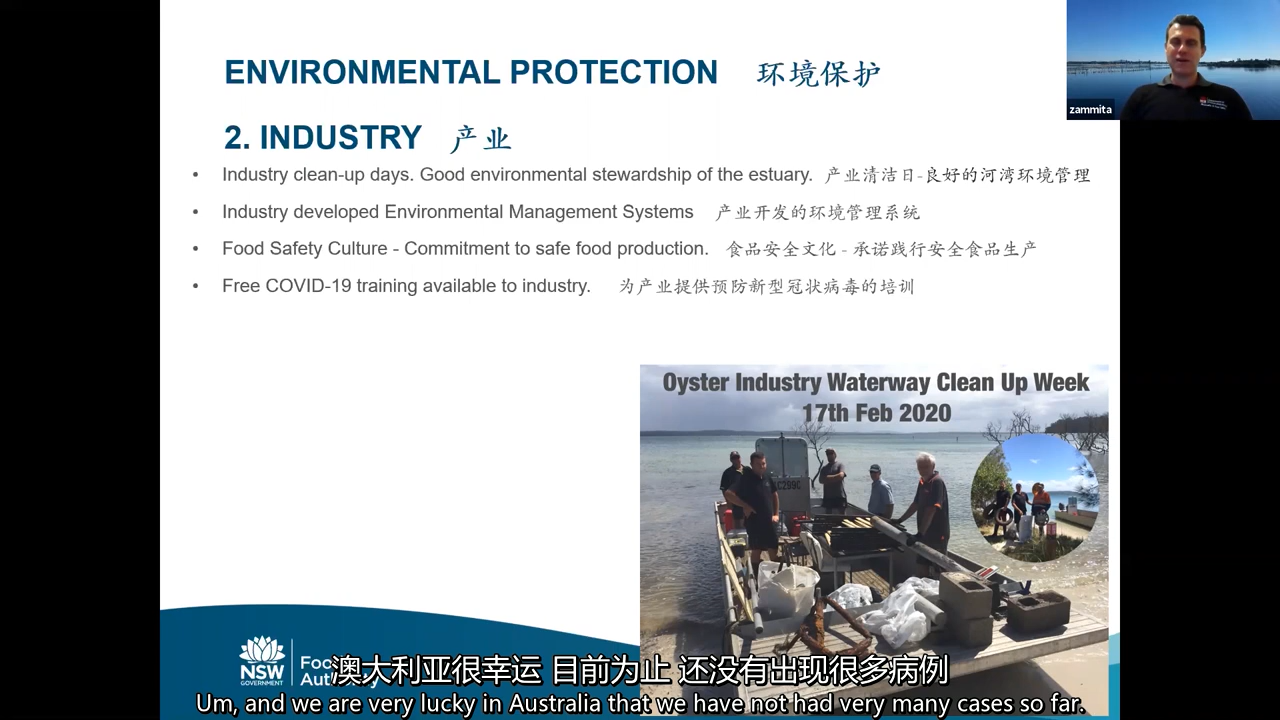 ENVIRONMENTAL PROTECTION 环境保护
zammita
2. INDUSTRY 产业
• Industry clean-up days. Good environmental stewardship of the estuary. 产业清洁日-良好的河湾环境管理
• Industry developed Environmental Management Systems 产业开发的环境管理系统
• Food Safety Culture - Commitment to safe food production. 食品安全文化 - 承诺践行安全食品生产
• Free COVID-19 training available to industry. 为产业提供预防新型冠状病毒的培训
Oyster Industry Waterway Clean Up Week
17th Feb 2020
NSW
GOVERNMENT
澳大利亚很幸运 目前为止 还没有出现很多病例
Um, and we are very lucky in Australia that we have not had very many cases so far.